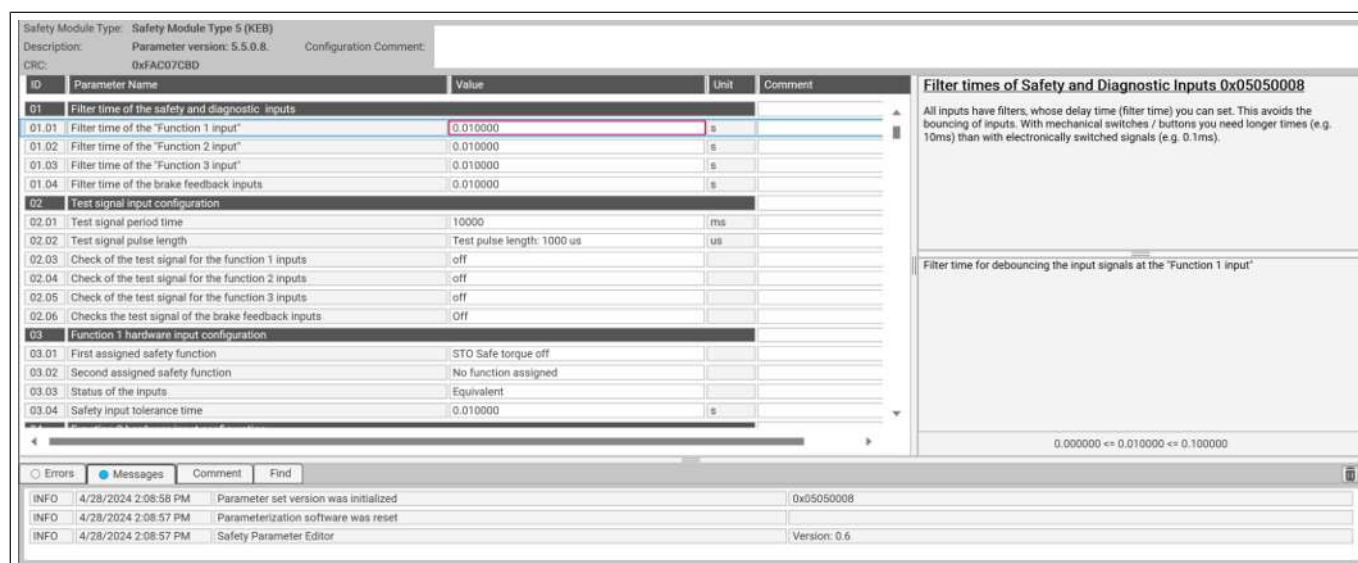 Safety Module Type: Safety Module Type 5 (KEB)
Description: Parameter version: 5.5.0.8. Configuration Comment:
CRC: 0xFAC07CBD
ID Parameter Name Value Unit Comment
01 Filter time of the safety and diagnostic inputs
01.01 Filter time of the "Function 1 input" 0.010000 s
01.02 Filter time of the "Function 2 input" 0.010000 s
01.03 Filter time of the "Function 3 input" 0.010000 s
01.04 Filter time of the brake feedback inputs 0.010000 s
02 Test signal input configuration
02.01 Test signal period time 10000 ms
02.02 Test signal pulse length Test pulse length: 1000 us us
02.03 Check of the test signal for the function 1 inputs off
02.04 Check of the test signal for the function 2 inputs off
02.05 Check of the test signal for the function 3 inputs off
02.06 Checks the test signal of the brake feedback inputs Off
03 Function 1 hardware input configuration
03.01 First assigned safety function STO Safe torque off
03.02 Second assigned safety function No function assigned
03.03 Status of the inputs Equivalent
03.04 Safety input tolerance time 0.010000 s
Filter times of Safety and Diagnostic Inputs 0x05050008
All inputs have filters, whose delay time (filter time) you can set. This avoids the
bouncing of inputs. With mechanical switches / buttons you need longer times (e.g.
10ms) than with electronically switched signals (e.g. 0.1ms).
Filter time for debouncing the input signals at the "Function 1 input"
0.000000 <= 0.010000 <= 0.100000
Errors Messages Comment Find
INFO 4/28/2024 2:08:58 PM Parameter set version was initialized 0x05050008
INFO 4/28/2024 2:08:57 PM Parameterization software was reset
INFO 4/28/2024 2:08:57 PM Safety Parameter Editor Version: 0.6